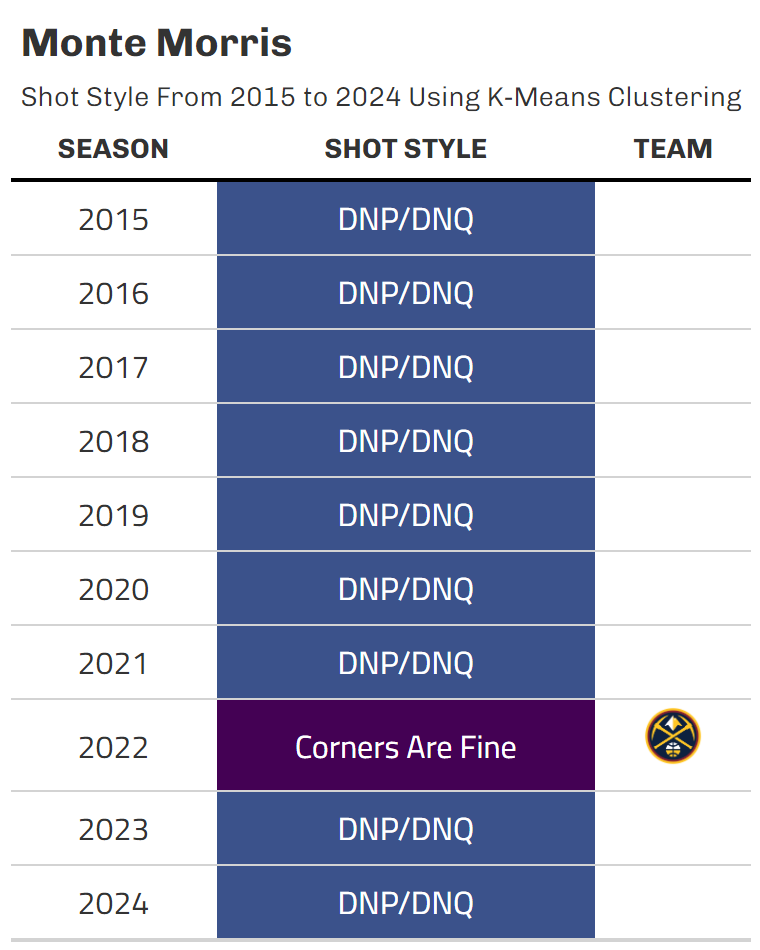 Monte Morris
Shot Style From 2015 to 2024 Using K-Means Clustering
SEASON SHOT STYLE TEAM
2015 DNP/DNQ
2016 DNP/DNQ
2017 DNP/DNQ
2018 DNP/DNQ
2019 DNP/DNQ
2020 DNP/DNQ
2021 DNP/DNQ
2022 Corners Are Fine
2023 DNP/DNQ
2024 DNP/DNQ